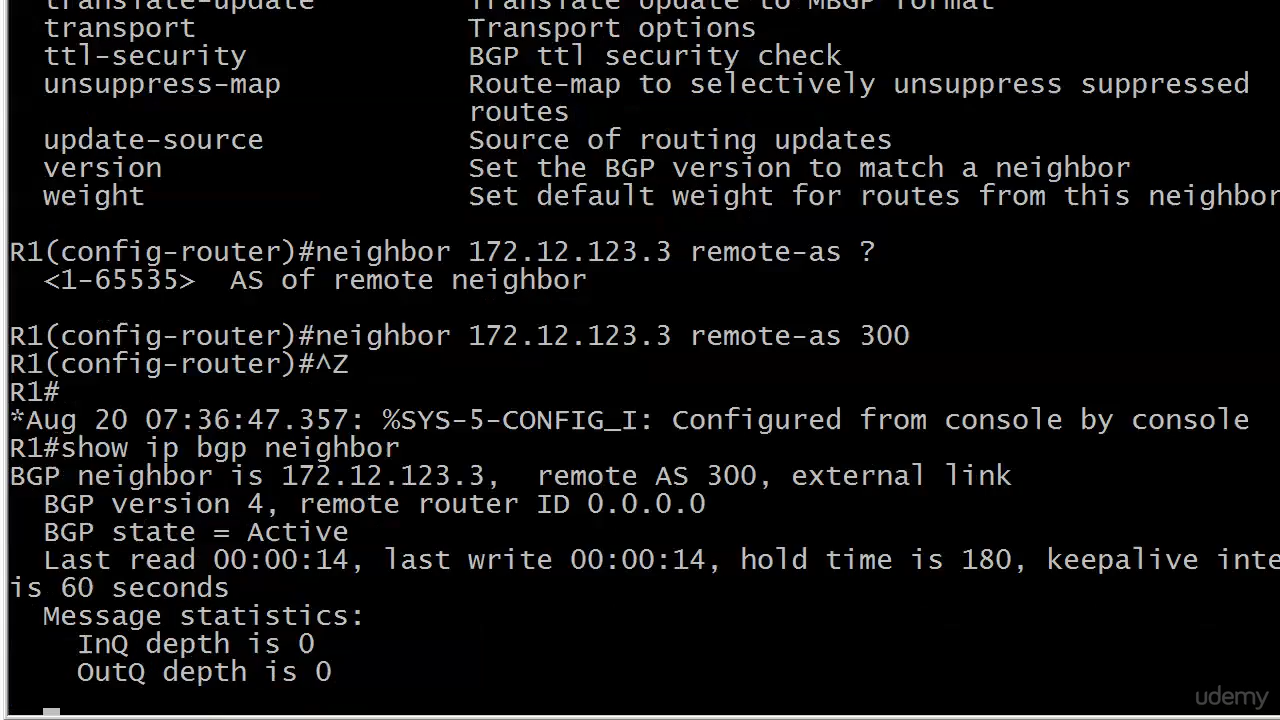 translate-update Translate Update to MBGP format
transport Transport options
ttl-security BGP ttl security check
unsuppress-map Route-map to selectively unsuppress suppressed
routes
update-source Source of routing updates
version Set the BGP version to match a neighbor
weight Set default weight for routes from this neighbor
R1(config-router)#neighbor 172.12.123.3 remote-as ?
<1-65535> AS of remote neighbor
R1(config-router)#neighbor 172.12.123.3 remote-as 300
R1(config-router)#^Z
R1#
*Aug 20 07:36:47.357: %SYS-5-CONFIG_I: Configured from console by console
R1#show ip bgp neighbor
BGP neighbor is 172.12.123.3, remote AS 300, external link
BGP version 4, remote router ID 0.0.0.0
BGP state = Active
Last read 00:00:14, last write 00:00:14, hold time is 180, keepalive inte
is 60 seconds
Message statistics:
InQ depth is 0
OutQ depth is 0
udemy